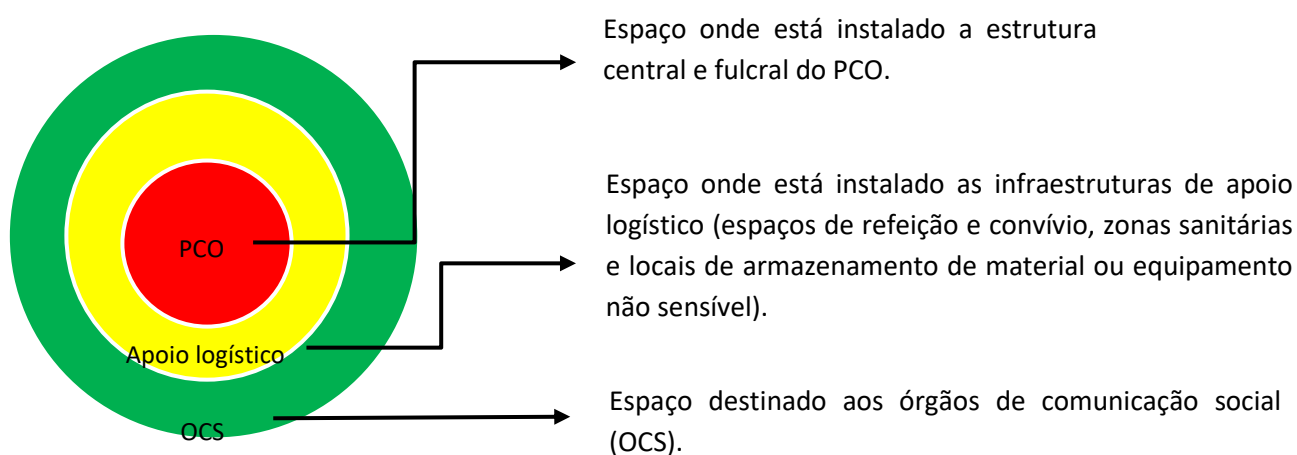 Espaço onde está instalado a estrutura
central e fulcral do PCO.
PCO
Espaço onde está instalado as infraestruturas de apoio
logístico (espaços de refeição e convívio, zonas sanitárias
e locais de armazenamento de material ou equipamento
não sensível).
Apoio logístico
Espaço destinado aos órgãos de comunicação social
(OCS).
OCS